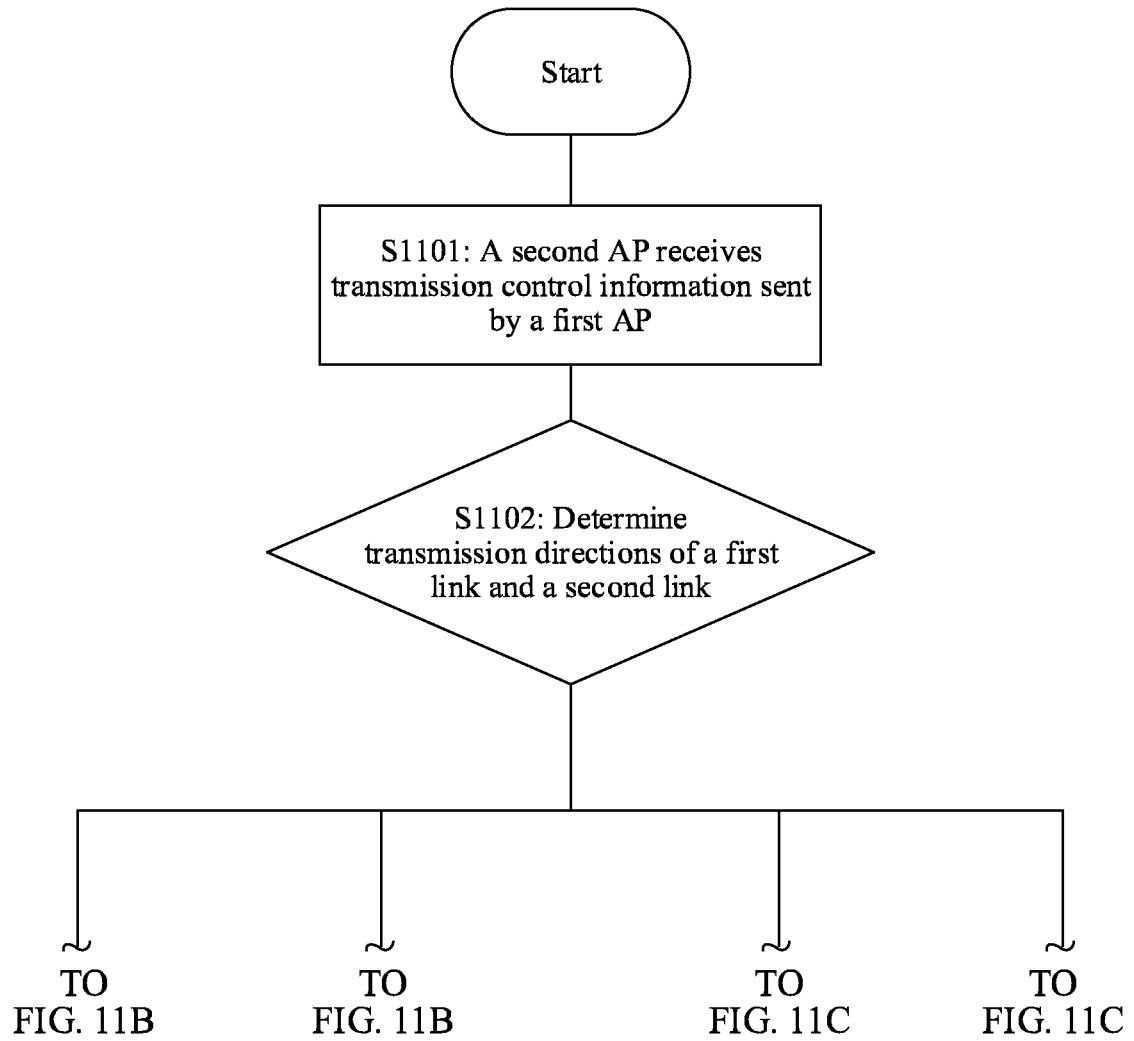 Start
S1101: A second AP receives
transmission control information sent
by a first AP
S1102: Determine
transmission directions of a first
link and a second link
TO
FIG. 11B
TO
FIG. 11B
TO
FIG. 11C
TO
FIG. 11C